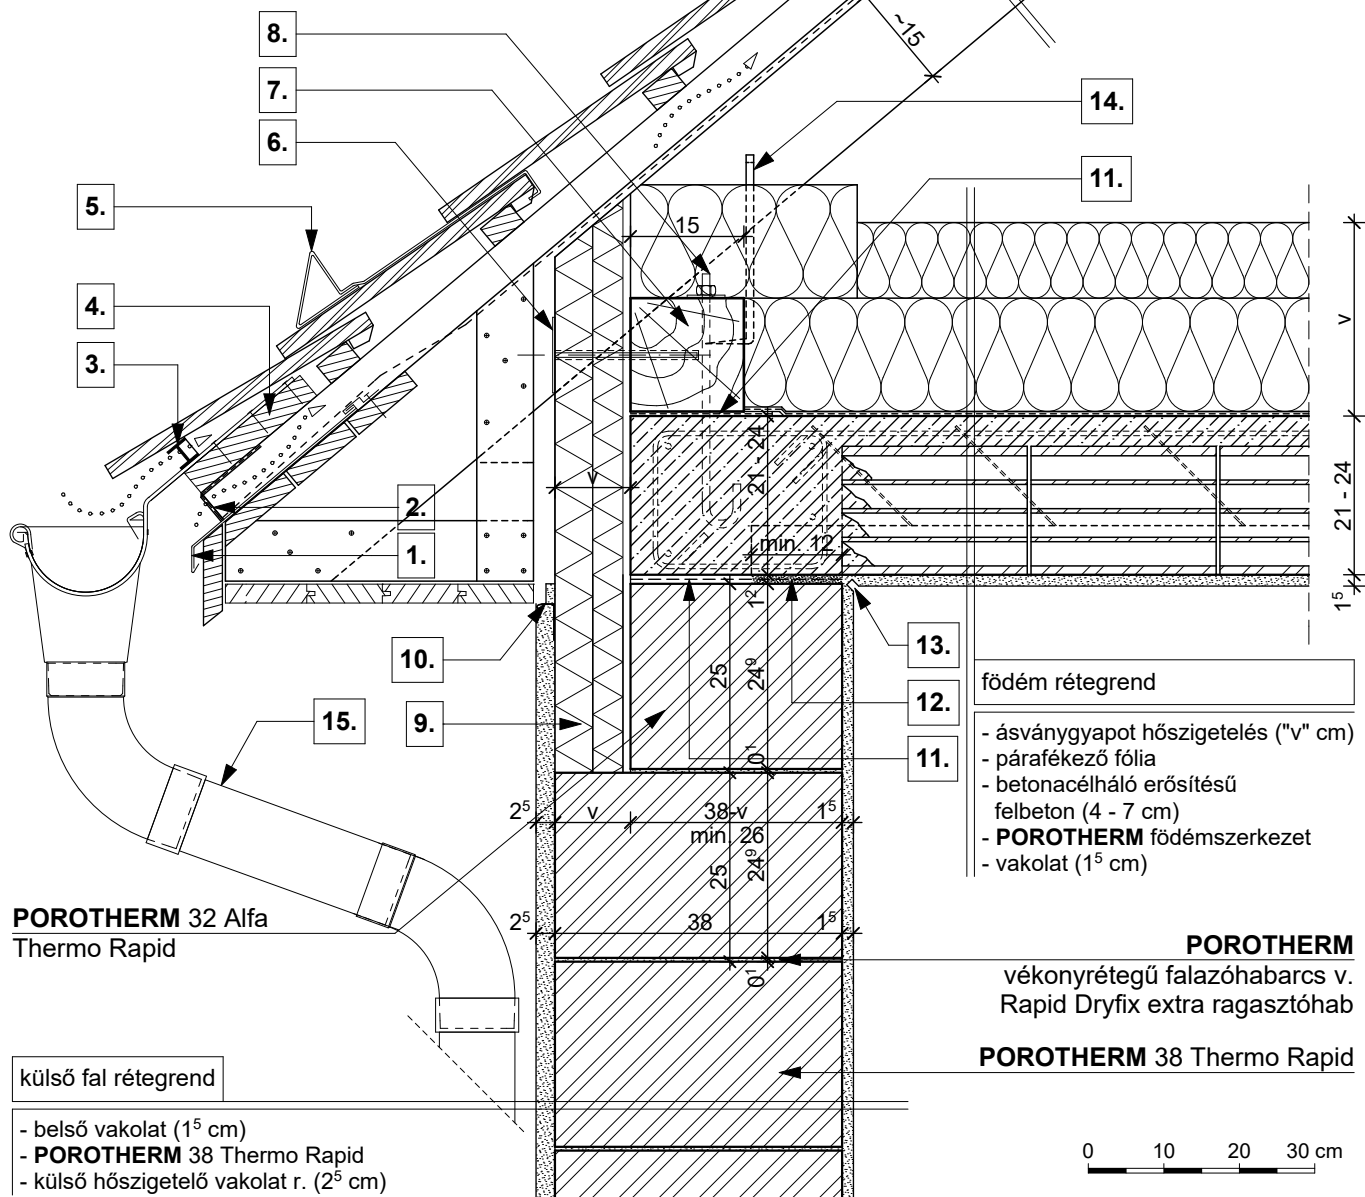 8.
~15
7.
14.
6.
11.
5.
15
4.
v
3.
21 - 24
v
2.
21 - 24
min. 12
1.
1²
1⁵
10.
13.
25
24⁹
födém rétegrend
12.
15.
9.
0¹
11.
- ásványgyapot hőszigetelés ("v" cm)
- párafékező fólia
- betonacélháló erősítésű
felbeton (4 - 7 cm)
- POROTHERM födémszerkezet
- vakolat (1⁵ cm)
2⁵
v
38-v
1⁵
min. 26
25
24⁹
POROTHERM 32 Alfa
Thermo Rapid
2⁵
38
1⁵
0¹
POROTHERM
vékonyrétegű falazóhabarcs v.
Rapid Dryfix extra ragasztóhab
POROTHERM 38 Thermo Rapid
külső fal rétegrend
- belső vakolat (1⁵ cm)
- POROTHERM 38 Thermo Rapid
- külső hőszigetelő vakolat r. (2⁵ cm)
0 10 20 30 cm